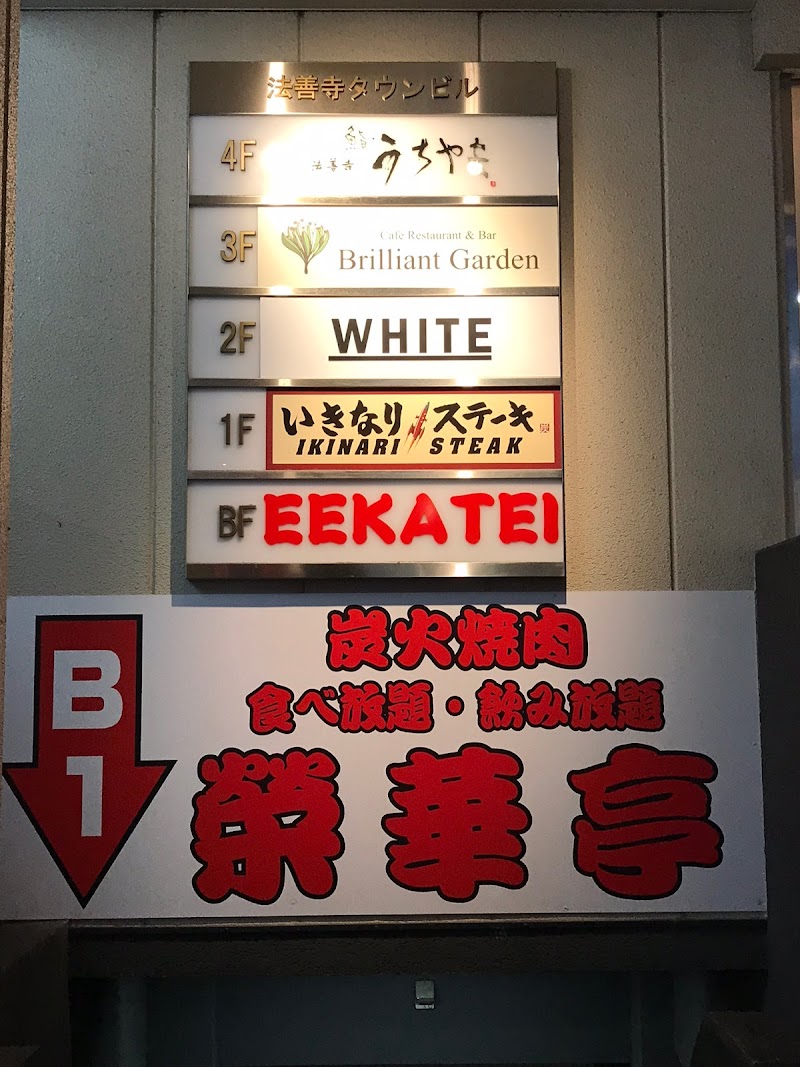 法善寺タウンビル
4F 鮨・法善寺 うちやま
3F Cafe Restaurant & Bar
Brilliant Garden
2F WHITE
1F いきなりステーキ
IKINARI STEAK
BF EEKATEI
B1
炭火焼肉
食べ放題・飲み放題
榮華亭